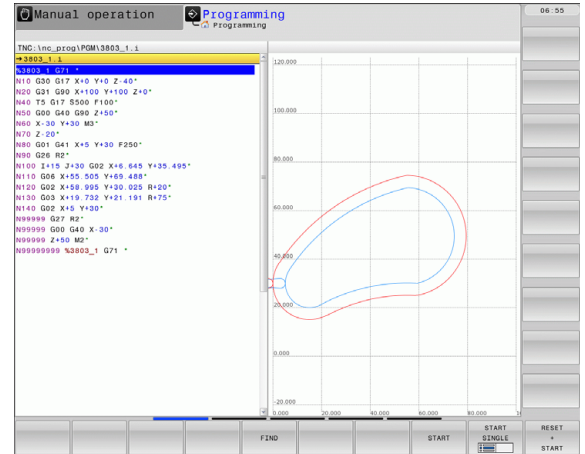 Manual operation
Programming
Programming
06:55
TNC:\nc_prog\PGM\3803_1.i
→3803_1.i
%3803_1 G71 *
N10 G30 G17 X+0 Y+0 Z-40*
N20 G31 G90 X+100 Y+100 Z+0*
N40 T5 G17 S500 F100*
N50 G00 G40 G90 Z+50*
N60 X-30 Y+30 M3*
N70 Z-20*
N80 G01 G41 X+5 Y+30 F250*
N90 G26 R2*
N100 I+15 J+30 G02 X+6.645 Y+35.495*
N110 G06 X+55.505 Y+69.488*
N120 G02 X+58.995 Y+30.025 R+20*
N130 G03 X+19.732 Y+21.191 R+75*
N140 G02 X+5 Y+30*
N99999 G27 R2*
N99999 G00 G40 X-30*
N99999 Z+50 M2*
N99999999 %3803_1 G71 *
120.000
100.000
80.000
60.000
40.000
20.000
0.000
-20.000
0.000 20.000 40.000 60.000 80.000
FIND
START
START
SINGLE
RESET
+
START